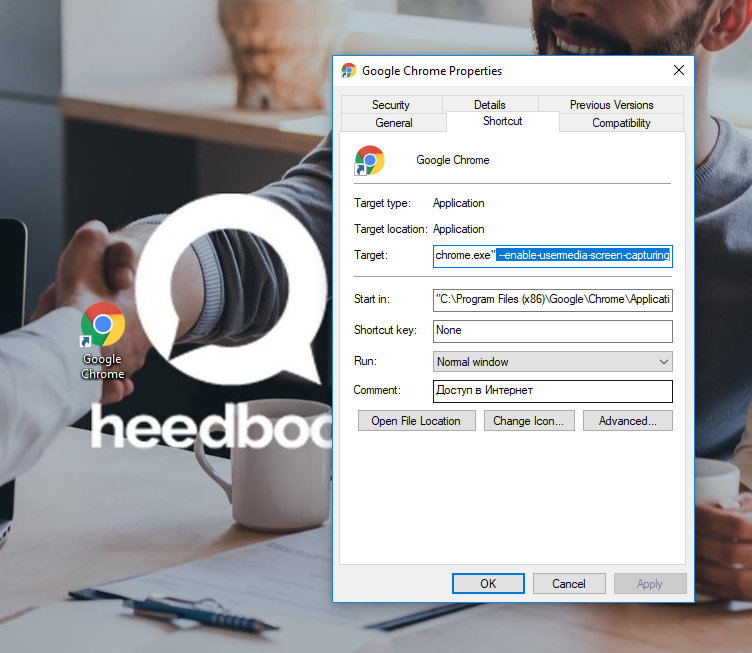 Google Chrome Properties
Security Details Previous Versions
General Shortcut Compatibility
Google Chrome
Target type: Application
Target location: Application
Target: chrome.exe" --enable-usermedia-screen-capturing
Start in: "C:\Program Files (x86)\Google\Chrome\Applicati
Shortcut key: None
Run: Normal window
Comment: Доступ в Интернет
Open File Location Change Icon... Advanced...
OK Cancel Apply
Google
Chrome
heedboo